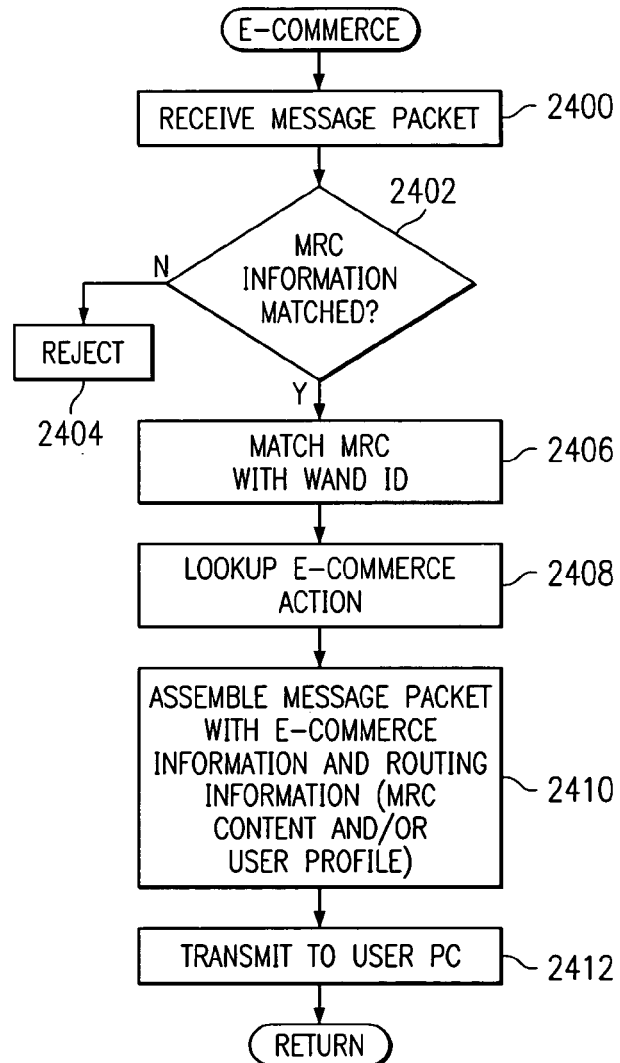 E-COMMERCE
RECEIVE MESSAGE PACKET
2400
2402
MRC
INFORMATION
MATCHED?
N
REJECT
2404
Y
MATCH MRC
WITH WAND ID
2406
LOOKUP E-COMMERCE
ACTION
2408
ASSEMBLE MESSAGE PACKET
WITH E-COMMERCE
INFORMATION AND ROUTING
INFORMATION (MRC
CONTENT AND/OR
USER PROFILE)
2410
TRANSMIT TO USER PC
2412
RETURN